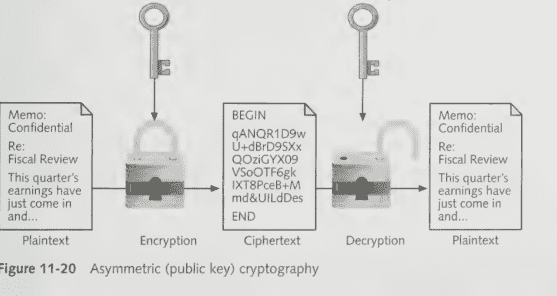 Memo:
Confidential
Re:
Fiscal Review
This quarter's
earnings have
just come in
and...
Plaintext
Encryption
BEGIN
qANQR1D9w
U+dBrD9SXx
QOziGYX09
VSoOTF6gk
IXT8PceB+M
md&UILdDes
END
Ciphertext
Decryption
Memo:
Confidential
Re:
Fiscal Review
This quarter's
earnings have
just come in
and...
Plaintext
Figure 11-20 Asymmetric (public key) cryptography